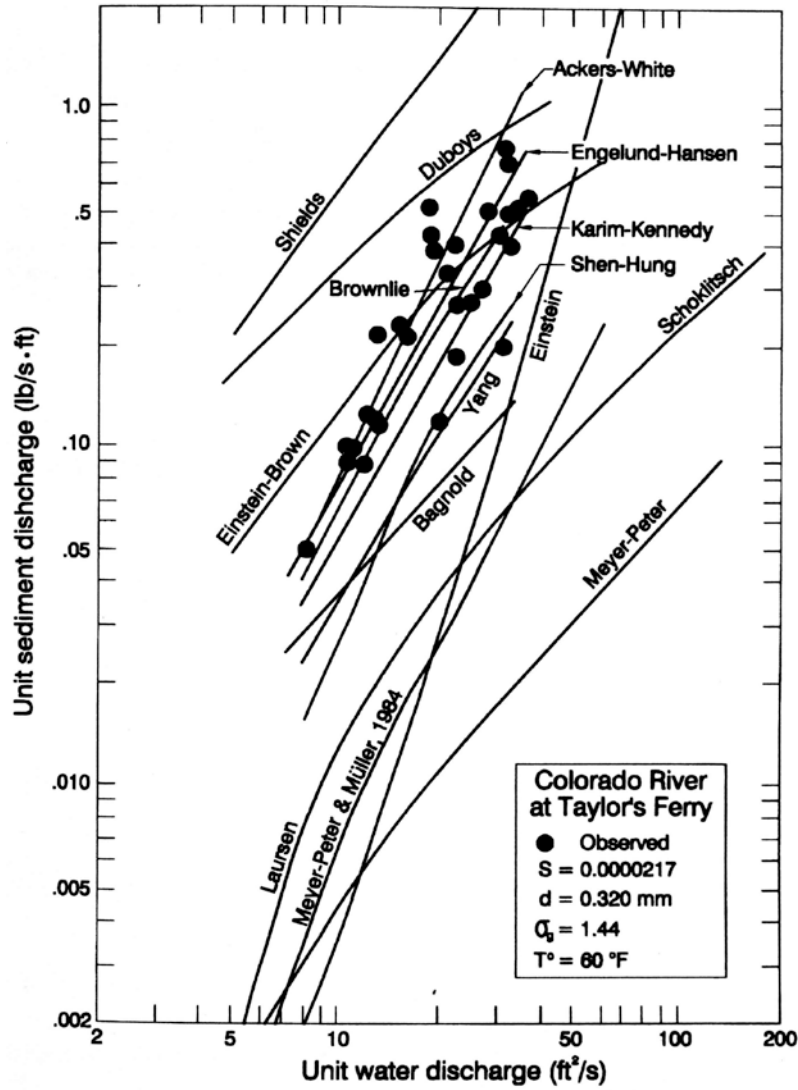 Unit sediment dishcharge (lb/s·ft)
1.0
.5
.10
.05
.010
.005
.002
2
5
10
20
50
100
200
Unit water discharge (ft²/s)
Shields
Duboys
Ackers-White
Engelund-Hansen
Karim-Kennedy
Shen-Hung
Brownlie
Einstein
Schoklitsch
Yang
Einstein-Brown
Bagnold
Meyer-Peter
Laursen
Meyer-Peter & Müller, 1984
Colorado River
at Taylor's Ferry
Observed
S = 0.0000217
d = 0.320 mm
σg = 1.44
T° = 60 °F